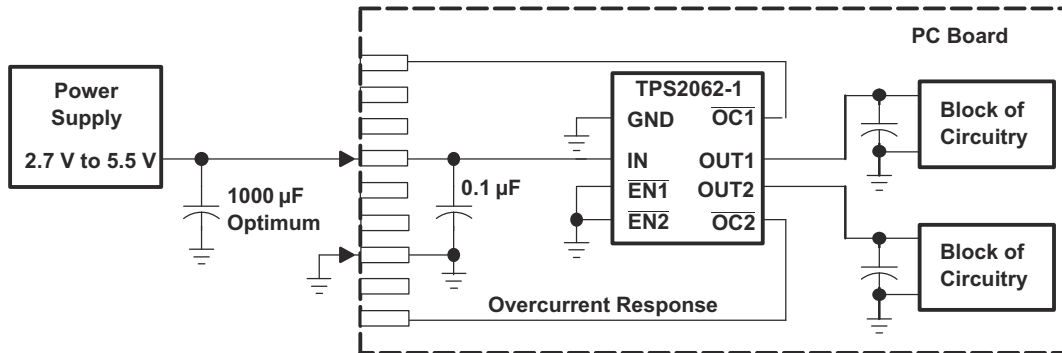 PC Board
Power
Supply
2.7 V to 5.5 V
1000 µF
Optimum
0.1 µF
TPS2062-1
GND
OC1
IN
OUT1
EN1
OUT2
EN2
OC2
Block of
Circuitry
Block of
Circuitry
Overcurrent Response